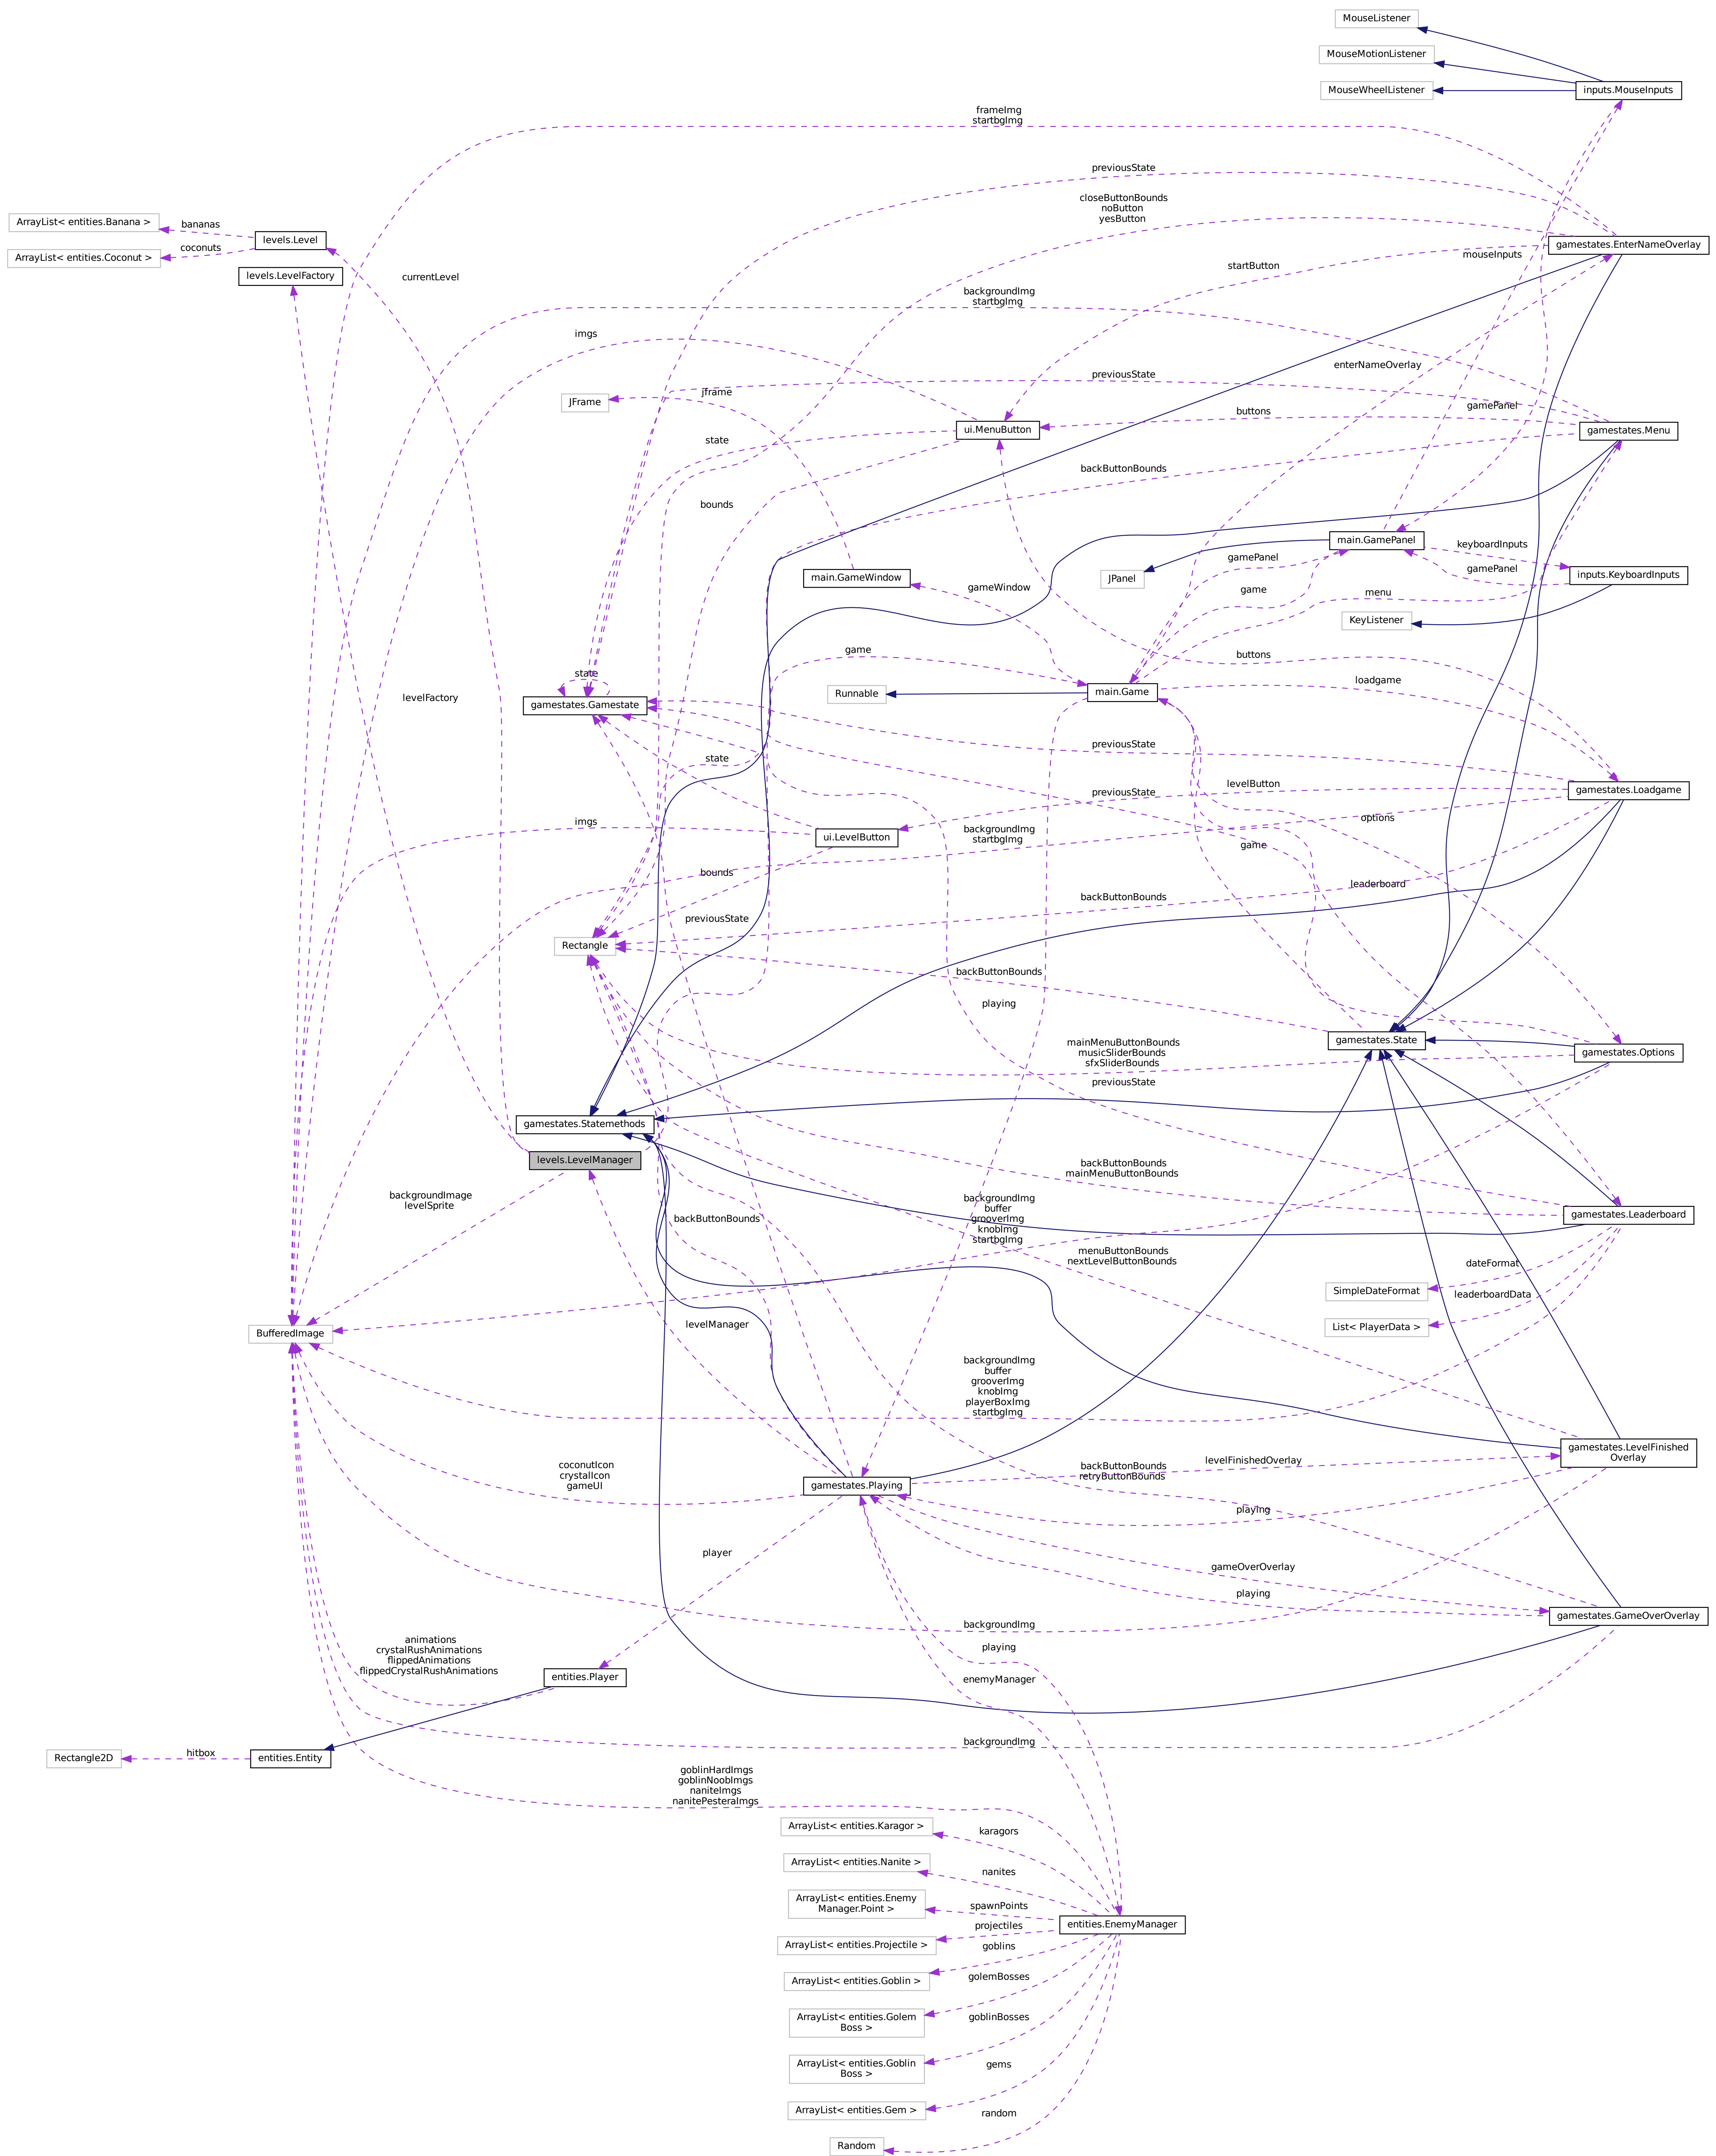 MouseListener
MouseMotionListener
MouseWheelListener
inputs.MouseInputs
frameImg
startbgImg
previousState
closeButtonBounds
noButton
yesButton
ArrayList< entities.Banana >
bananas
levels.Level
coconuts
ArrayList< entities.Coconut >
levels.LevelFactory
currentLevel
gamestates.EnterNameOverlay
mouseInputs
startButton
backgroundImg
startbgImg
imgs
enterNameOverlay
previousState
jframe
JFrame
gamePanel
buttons
ui.MenuButton
gamestates.Menu
state
backButtonBounds
bounds
main.GamePanel
keyboardInputs
gamePanel
gamePanel
JPanel
inputs.KeyboardInputs
main.GameWindow
gameWindow
game
menu
KeyListener
game
buttons
state
loadgame
levelFactory
gamestates.Gamestate
Runnable
main.Game
previousState
state
levelButton
gamestates.Loadgame
previousState
options
imgs
ui.LevelButton
backgroundImg
startbgImg
game
bounds
leaderboard
backButtonBounds
previousState
Rectangle
backButtonBounds
playing
gamestates.State
mainMenuButtonBounds
musicSliderBounds
sfxSliderBounds
gamestates.Options
previousState
gamestates.Statemethods
levels.LevelManager
backButtonBounds
mainMenuButtonBounds
backgroundImage
levelSprite
backgroundImg
buffer
grooverImg
knobImg
startbgImg
gamestates.Leaderboard
backButtonBounds
menuButtonBounds
nextLevelButtonBounds
dateFormat
SimpleDateFormat
leaderboardData
List< PlayerData >
BufferedImage
levelManager
backgroundImg
buffer
grooverImg
knobImg
playerBoxImg
startbgImg
gamestates.LevelFinished
Overlay
levelFinishedOverlay
coconutIcon
crystalIcon
gameUI
backButtonBounds
retryButtonBounds
gamestates.Playing
playing
player
gameOverOverlay
playing
gamestates.GameOverOverlay
backgroundImg
animations
crystalRushAnimations
flippedAnimations
flippedCrystalRushAnimations
playing
entities.Player
enemyManager
hitbox
Rectangle2D
entities.Entity
backgroundImg
goblinHardImgs
goblinNoobImgs
naniteImgs
nanitePesteraImgs
ArrayList< entities.Karagor >
karagors
ArrayList< entities.Nanite >
nanites
ArrayList< entities.Enemy
Manager.Point >
spawnPoints
entities.EnemyManager
projectiles
ArrayList< entities.Projectile >
goblins
ArrayList< entities.Goblin >
golemBosses
ArrayList< entities.Golem
Boss >
goblinBosses
ArrayList< entities.Goblin
Boss >
gems
ArrayList< entities.Gem >
random
Random